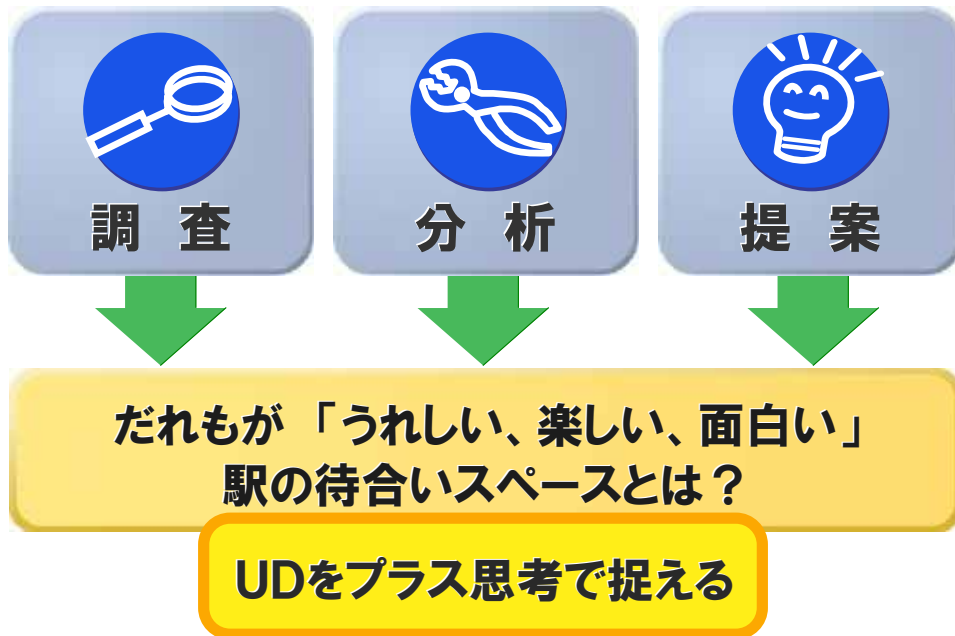 調 査
分 析
提 案
だれもが「うれしい、楽しい、面白い」
駅の待合いスペースとは？
UDをプラス思考で捉える